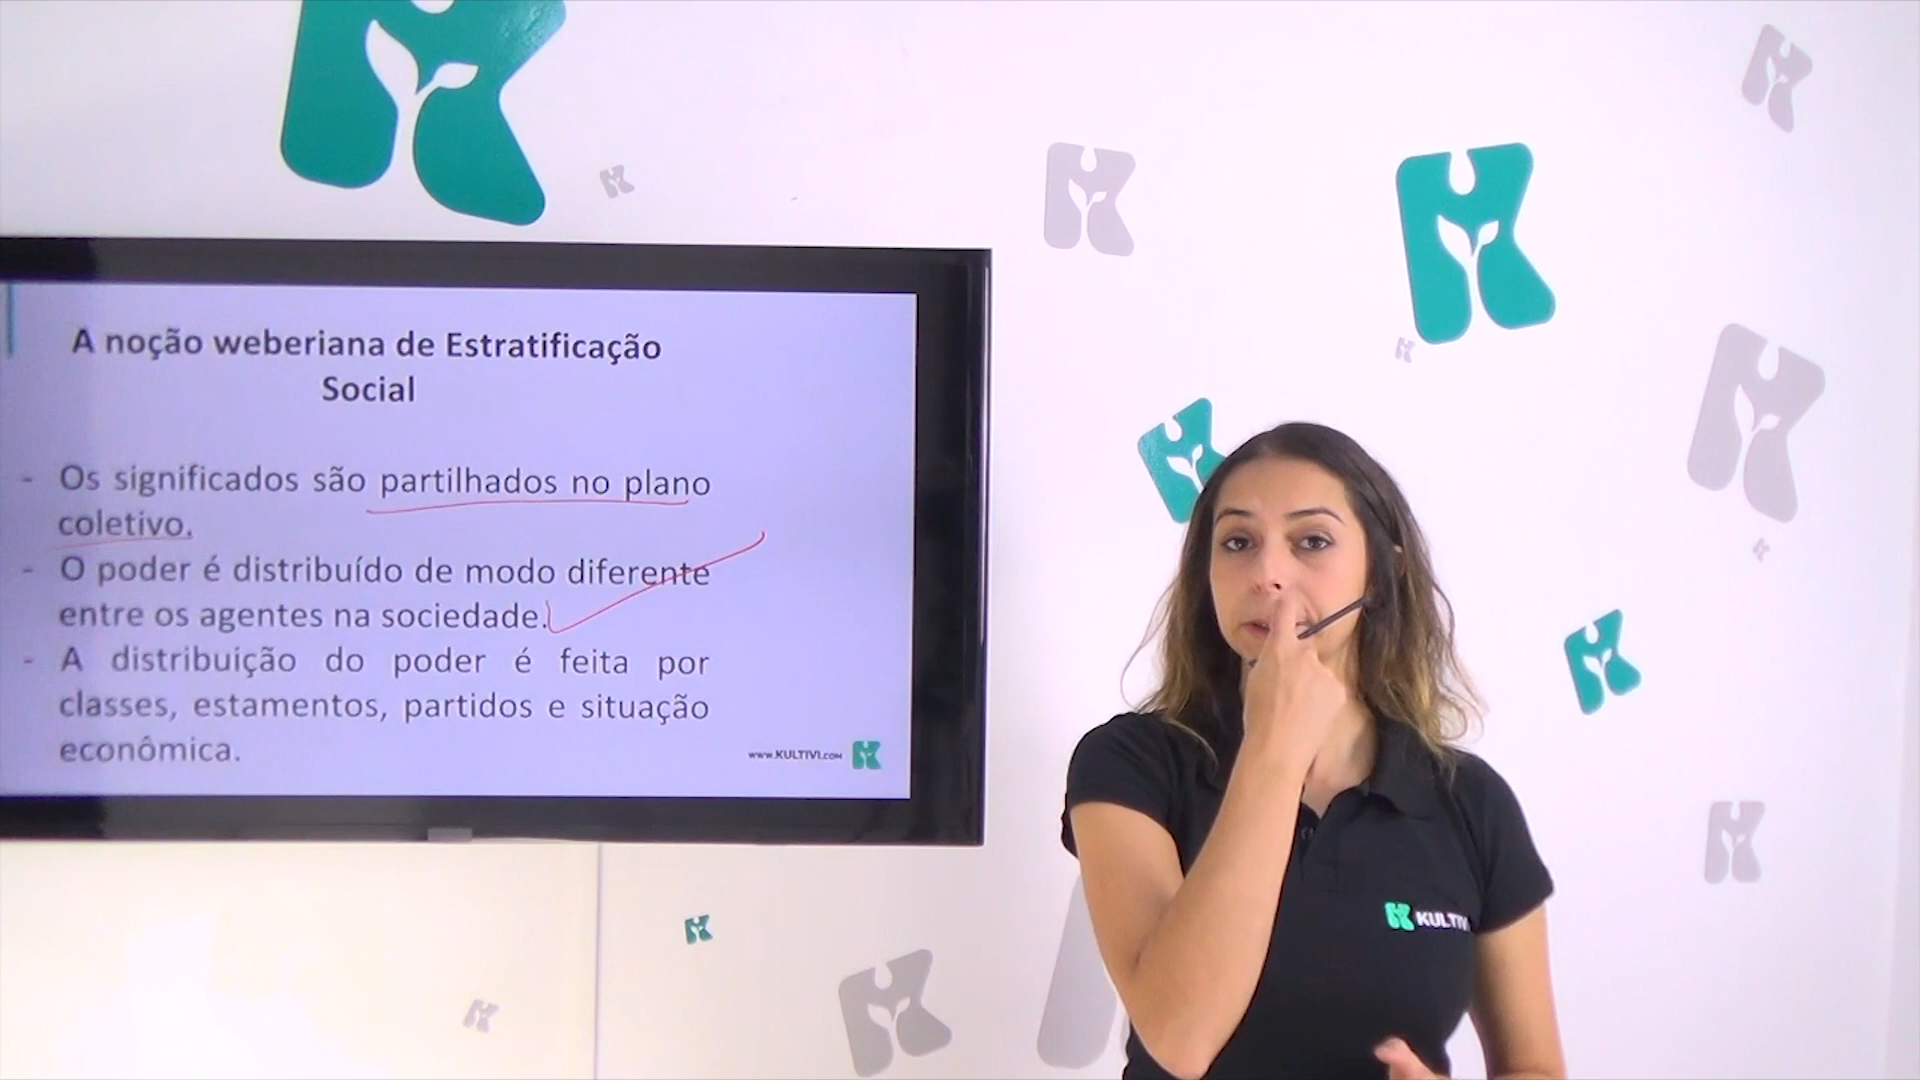 A noção weberiana de Estratificação
Social
- Os significados são partilhados no plano
coletivo.
- O poder é distribuído de modo diferente
entre os agentes na sociedade.
- A distribuição do poder é feita por
classes, estamentos, partidos e situação
econômica.
www.KULTIVI.COM
KULTIVI